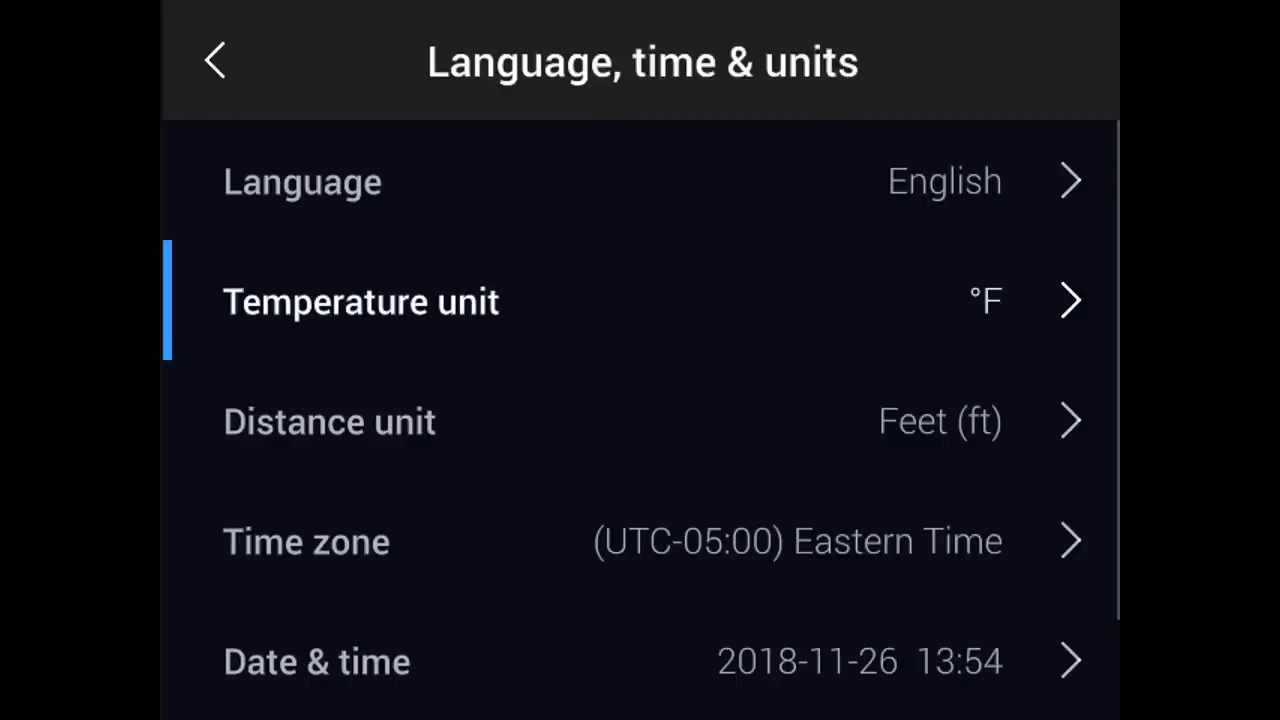 Language, time & units
Language English
Temperature unit °F
Distance unit Feet (ft)
Time zone (UTC-05:00) Eastern Time
Date & time 2018-11-26 13:54